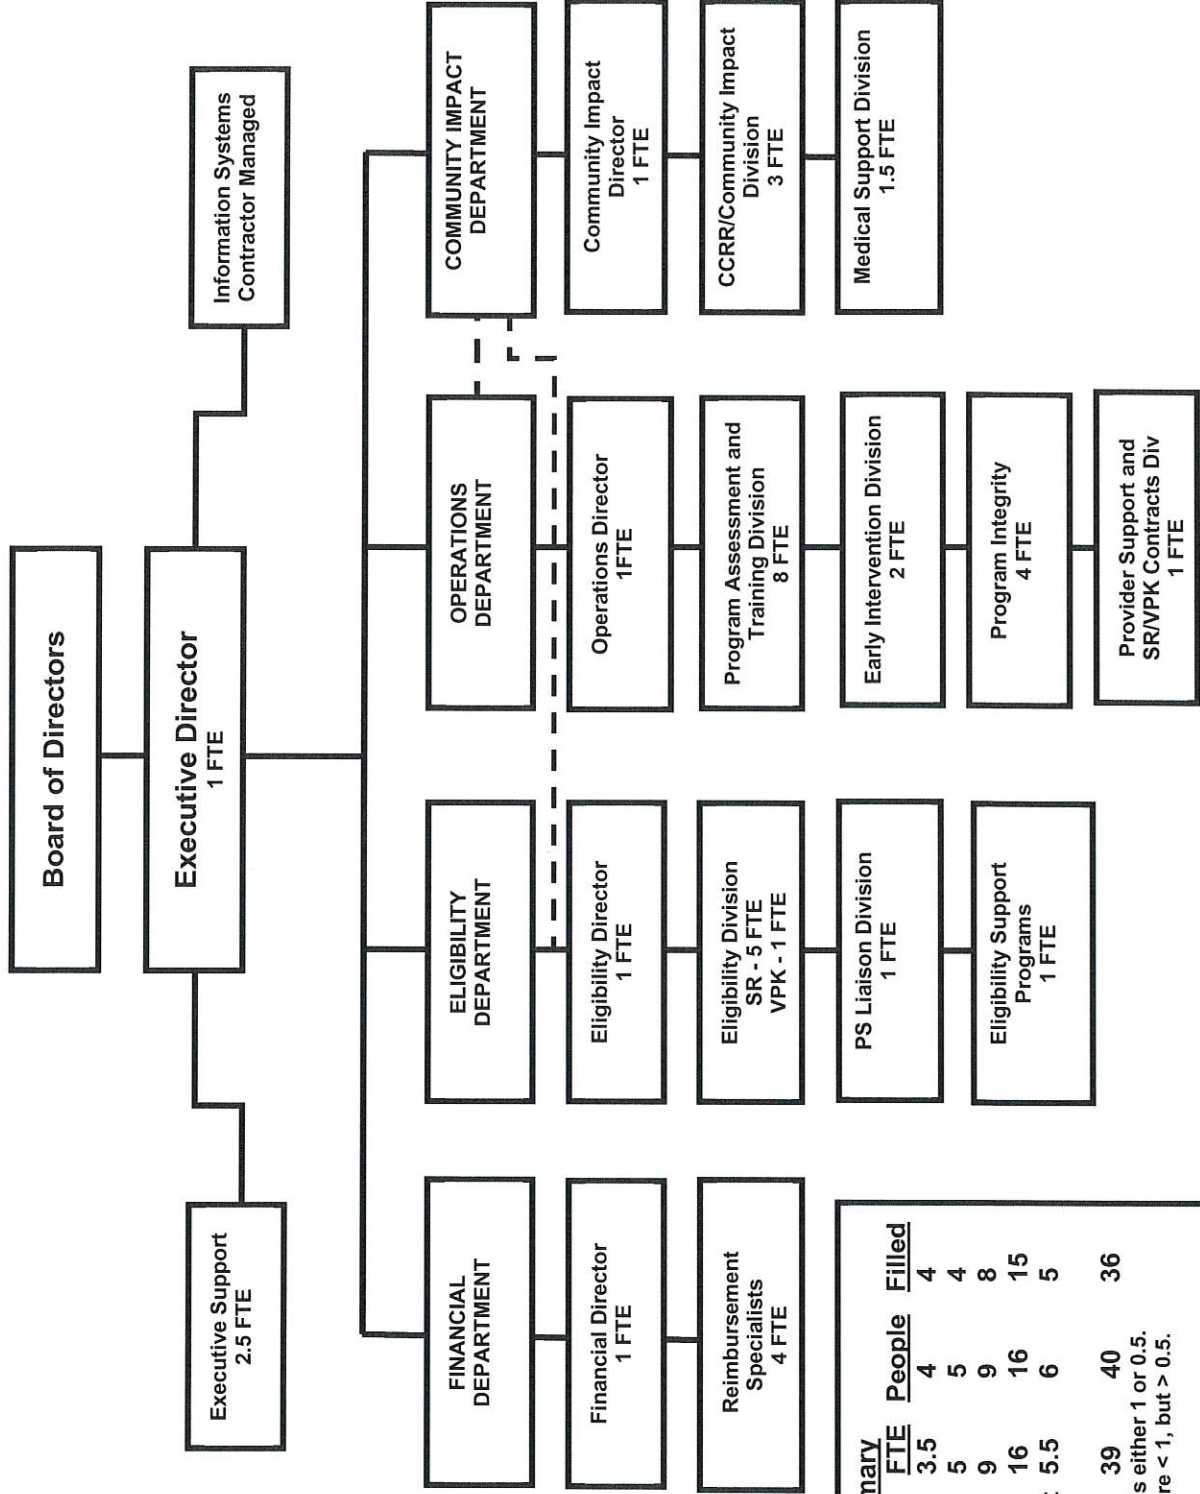 Board of Directors
Executive Director
1 FTE
Executive Support
2.5 FTE
Information Systems
Contractor Managed
FINANCIAL
DEPARTMENT
Financial Director
1 FTE
Reimbursement
Specialists
4 FTE
ELIGIBILITY
DEPARTMENT
Eligibility Director
1 FTE
Eligibility Division
SR - 5 FTE
VPK - 1 FTE
PS Liaison Division
1 FTE
Eligibility Support
Programs
1 FTE
OPERATIONS
DEPARTMENT
Operations Director
1FTE
Program Assessment and
Training Division
8 FTE
Early Intervention Division
2 FTE
Program Integrity
4 FTE
Provider Support and
SR/VPK Contracts Div
1 FTE
COMMUNITY IMPACT
DEPARTMENT
Community Impact
Director
1 FTE
CCRR/Community Impact
Division
3 FTE
Medical Support Division
1.5 FTE
FTE People Filled
3.5 4 4
5 5 4
9 9 8
16 16 15
5.5 6 5
39 40 36
either 1 or 0.5.
< 1, but > 0.5.